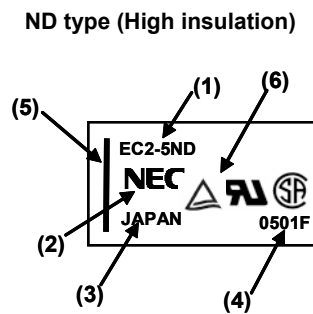 ND type (High insulation)
(1)
(6)
(5)
EC2-5ND
NEC
JAPAN
0501F
(2)
(3)
(4)